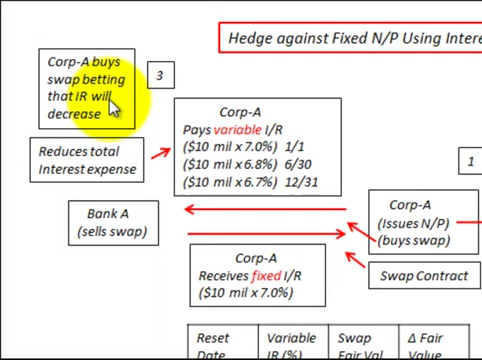 Hedge against Fixed N/P Using
Corp-A buys
swap betting
that IR will
decrease
3
Corp-A
Pays variable I/R
($10 mil x 7.0%) 1/1
($10 mil x 6.8%) 6/30
($10 mil x 6.7%) 12/31
Reduces total
Interest expense
1
Bank A
(sells swap)
Corp-A
(Issues N/P)
(buys swap)
Corp-A
Receives fixed I/R
($10 mil x 7.0%)
Swap Contract
Reset
Date
Variable
IR (%)
Swap
Fair Val
Δ Fair
Value